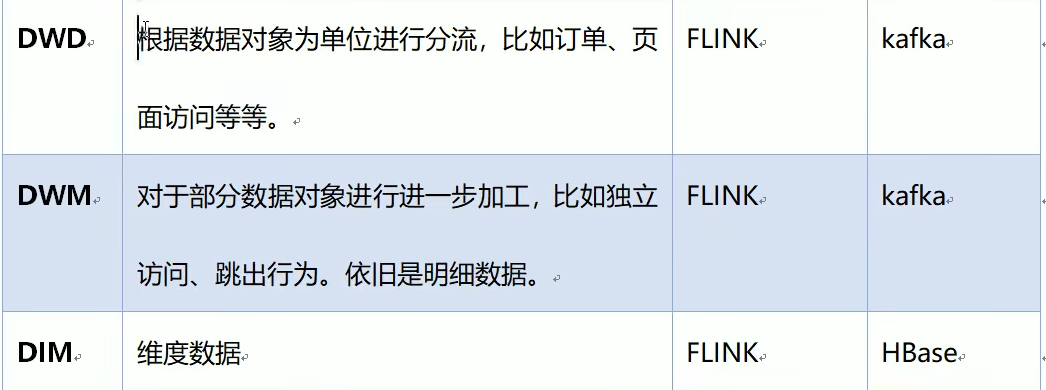 DWD
根据数据对象为单位进行分流，比如订单、页
面访问等等。
FLINK
kafka
DWM
对于部分数据对象进行进一步加工，比如独立
访问、跳出行为。依旧是明细数据。
FLINK
kafka
DIM
维度数据
FLINK
HBase